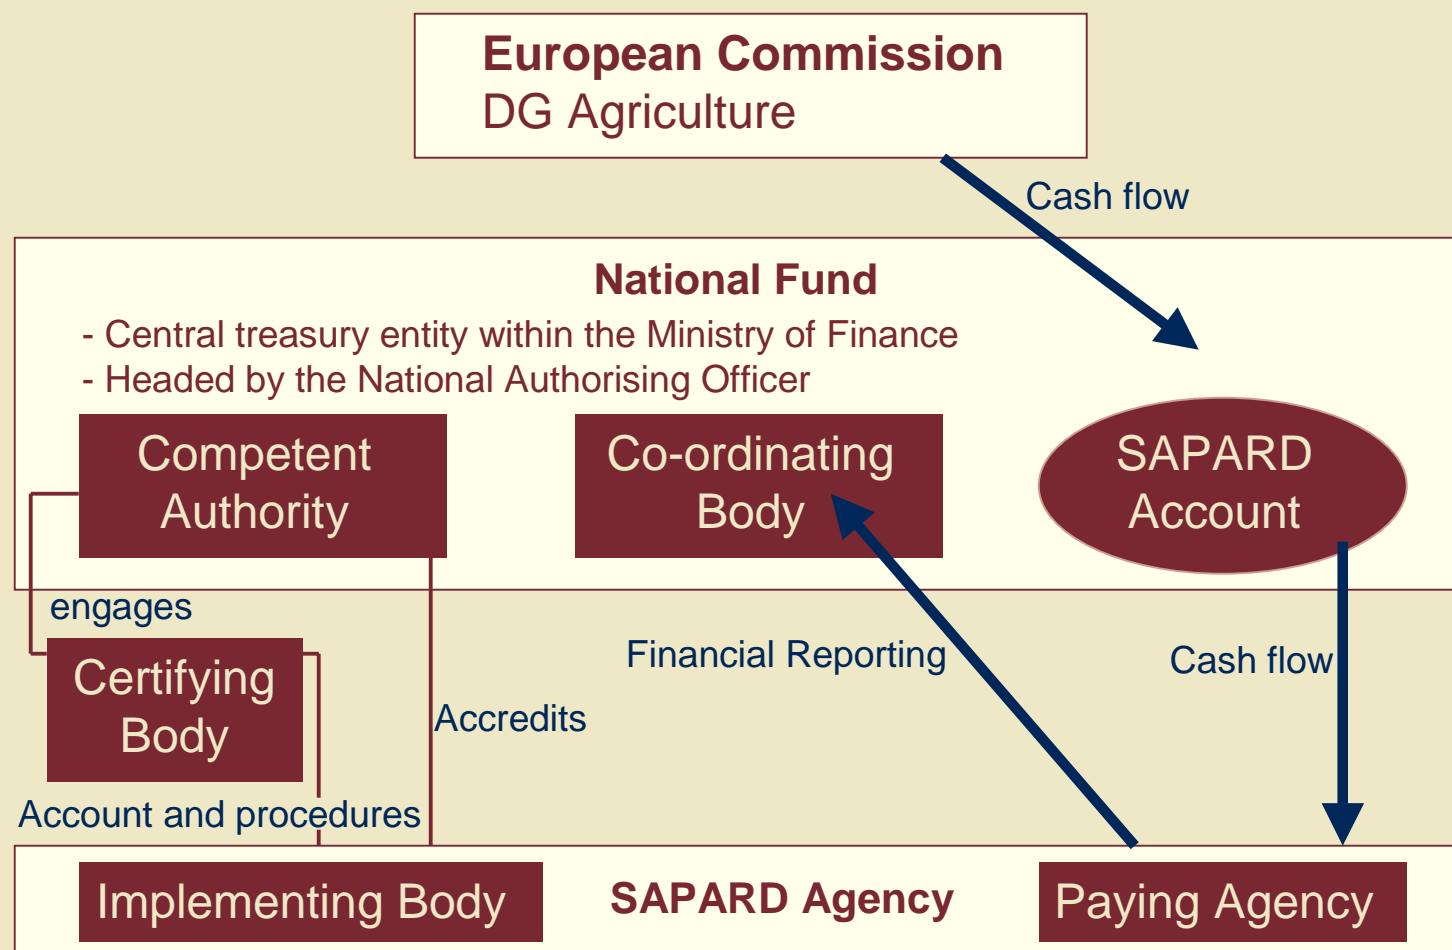 European Commission
DG Agriculture
Cash flow
National Fund
- Central treasury entity within the Ministry of Finance
- Headed by the National Authorising Officer
Competent
Authority
Co-ordinating
Body
SAPARD
Account
engages
Certifying
Body
Financial Reporting
Cash flow
Accredits
Account and procedures
Implementing Body
SAPARD Agency
Paying Agency